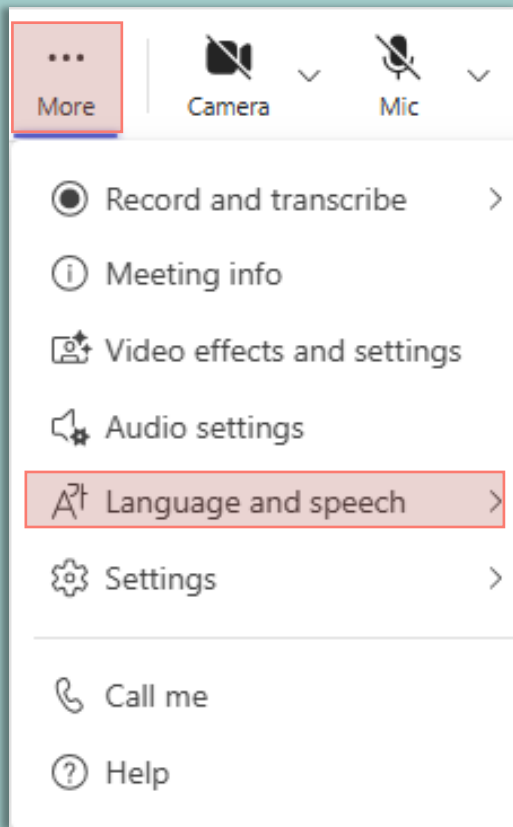 More Camera Mic
Record and transcribe
Meeting info
Video effects and settings
Audio settings
Language and speech
Settings
Call me
Help